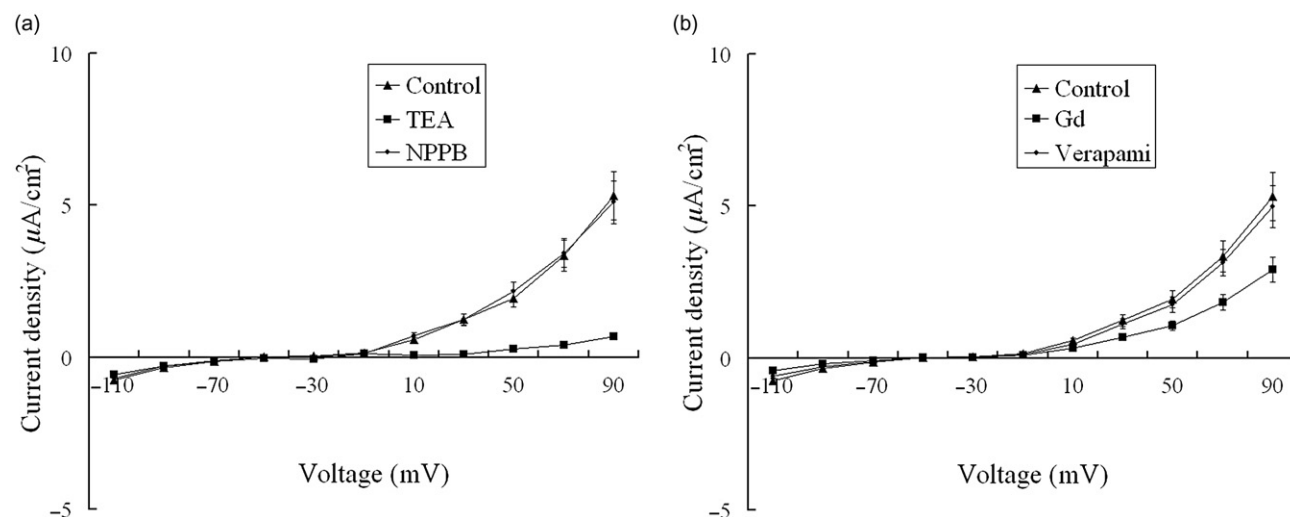 (a)
10
Control
TEA
NPPB
5
0
−110
−70
−30
10
50
90
−5
Current density (μA/cm²)
Voltage (mV)
(b)
10
Control
Gd
Verapami
5
0
−110
−70
−30
10
50
90
−5
Current density (μA/cm²)
Voltage (mV)